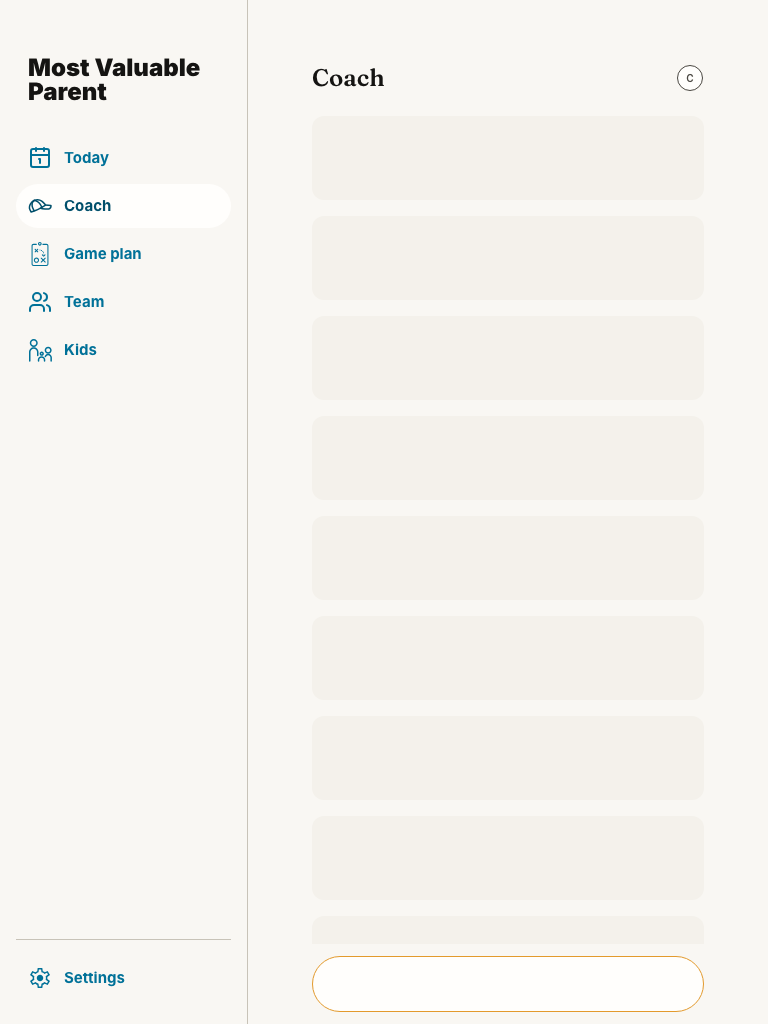 Most Valuable
Parent
Today
Coach
Game plan
Team
Kids
Settings
Coach
C